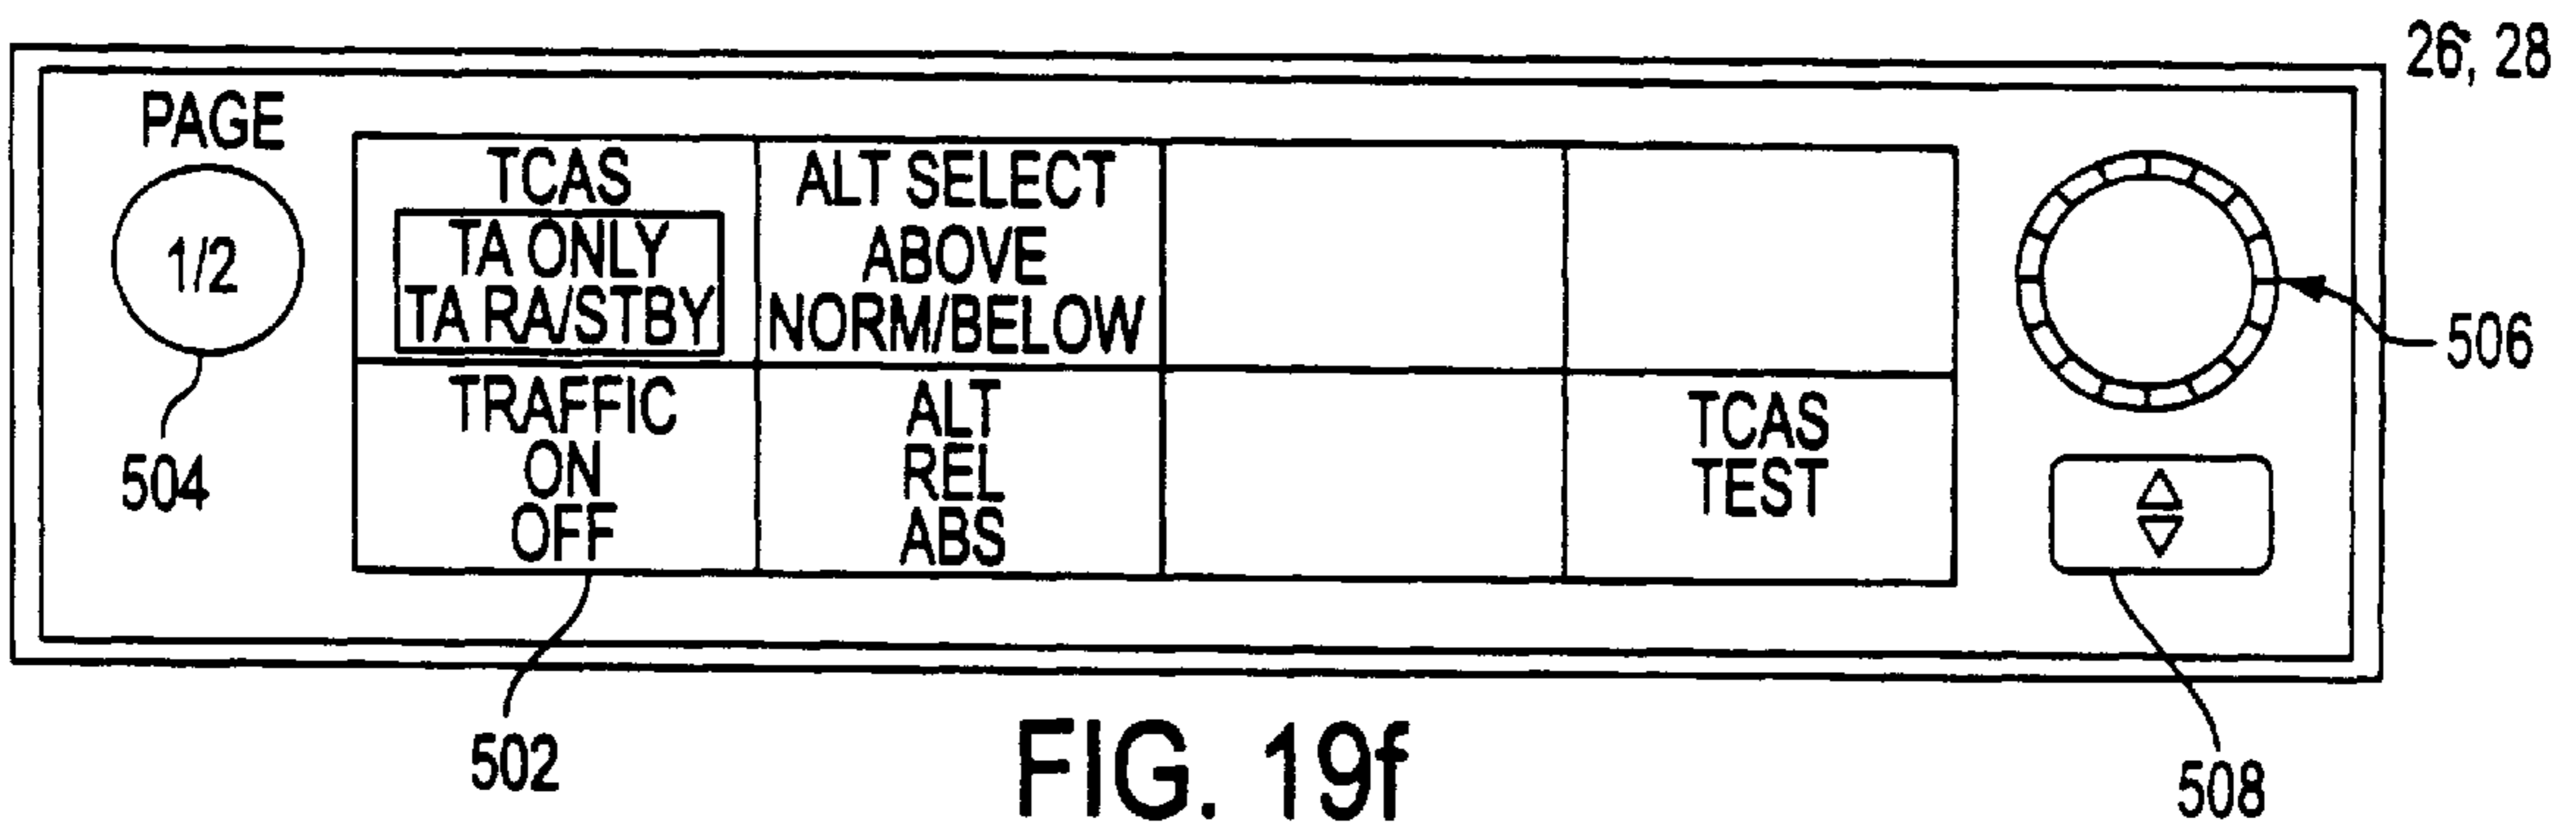 26, 28
PAGE
1/2
504
TCAS
TA ONLY
TA RA/STBY
ALT SELECT
ABOVE
NORM/BELOW
TRAFFIC
ON
OFF
ALT
REL
ABS
TCAS
TEST
506
502
508
FIG. 19f